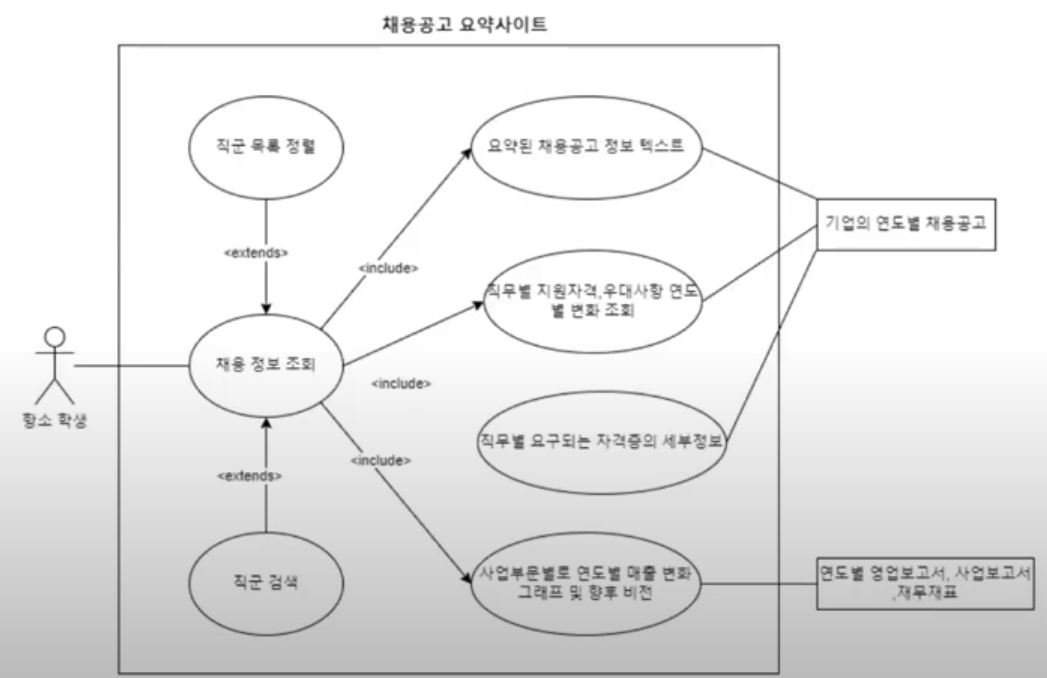 채용공고 요약사이트
직군 목록 정렬
요약된 채용공고 정보 텍스트
기업의 연도별 채용공고
<extends>
<include>
직무별 지원자격,우대사항 연도
별 변화 조회
채용 정보 조회
<include>
항소 학생
직무별 요구되는 자격증의 세부정보
<include>
<extends>
직군 검색
사업부문별로 연도별 매출 변화
그래프 및 향후 비전
연도별 영업보고서, 사업보고서
,재무재표